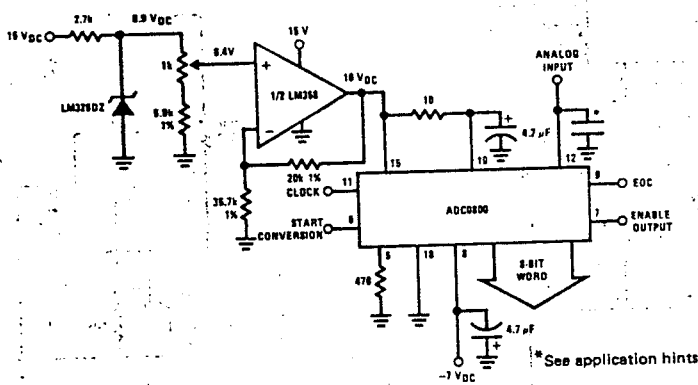 15 VDC
2.7k
6.9 VDC
1k
6.4V
15 V
10 VDC
LM329DZ
1/2 LM358
+
-
5.9k
1%
20k 1%
35.7k
1%
10
+
4.7 µF
ANALOG
INPUT
*
15
10
12
CLOCK
11
START
CONVERSION
6
ADC0800
9
EOC
7
ENABLE
OUTPUT
5
18
8
8-BIT
WORD
470
4.7 µF
+
-7 VDC
*See application hints